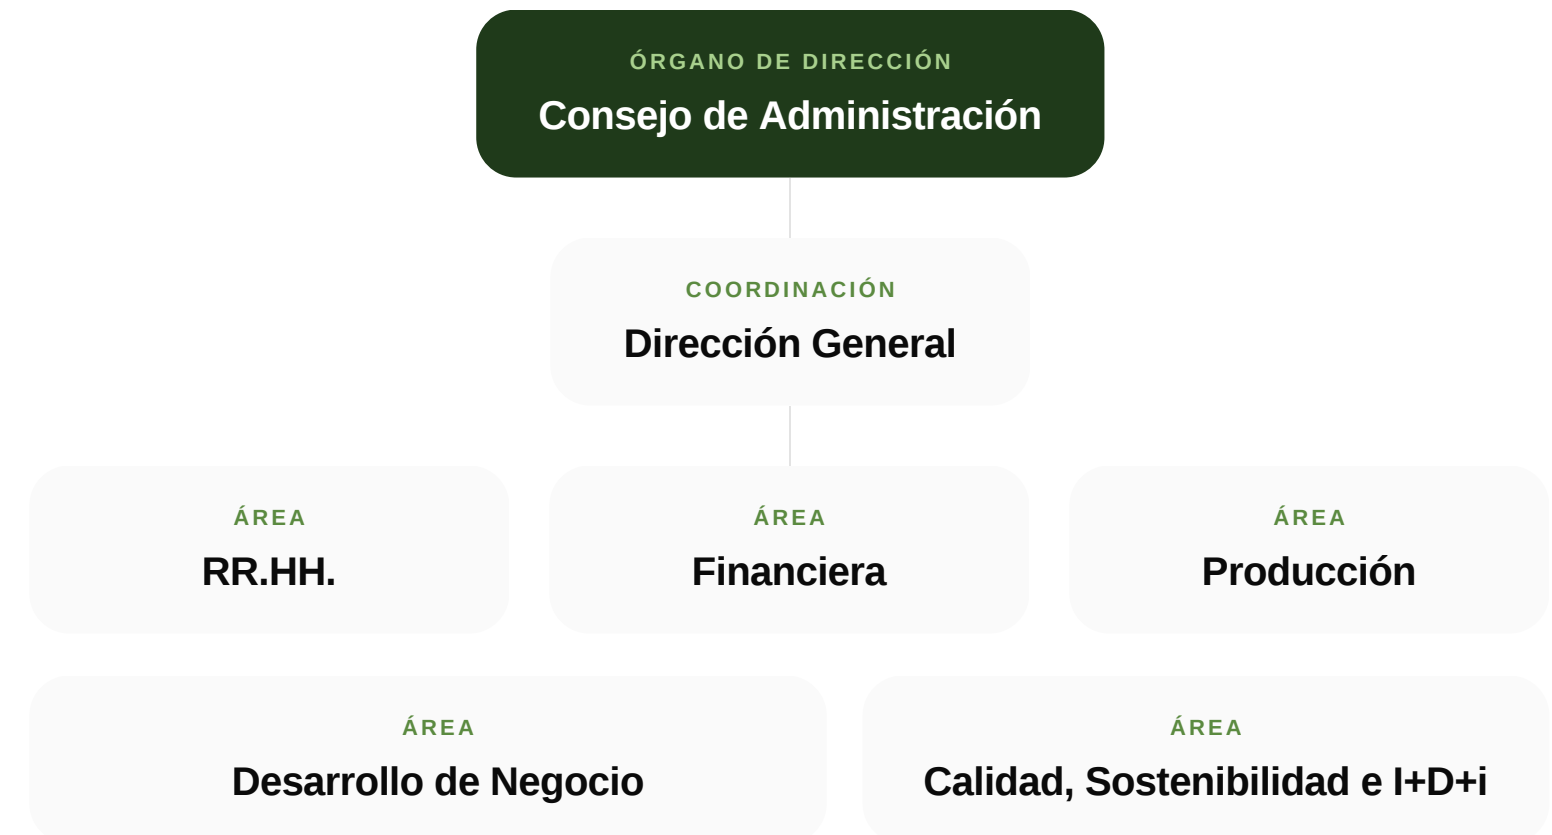 ÓRGANO DE DIRECCIÓN
Consejo de Administración
COORDINACIÓN
Dirección General
ÁREA
RR.HH.
ÁREA
Financiera
ÁREA
Producción
ÁREA
Desarrollo de Negocio
ÁREA
Calidad, Sostenibilidad e I+D+i